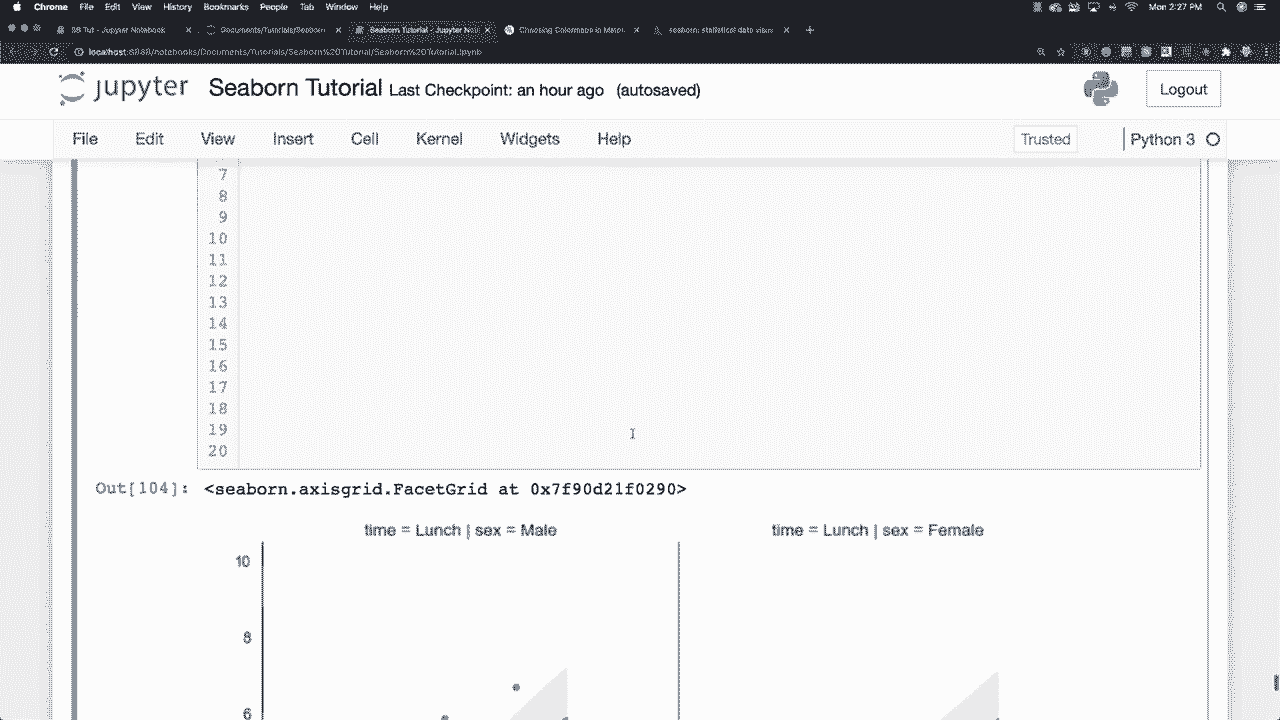 Chrome File Edit View History Bookmarks People Tab Window Help Mon 2:27 PM
SB Tut - Jupyter Notebook Documents/Tutorials/Seaborn Seaborn Tutorial - Jupyter Not Choosing Colormaps in Matpl seaborn: statistical data visua
localhost:8888/notebooks/Documents/Tutorials/Seaborn%20Tutorial/Seaborn%20Tutorial.ipynb
jupyter Seaborn Tutorial Last Checkpoint: an hour ago (autosaved) Logout
File Edit View Insert Cell Kernel Widgets Help Trusted Python 3
7
8
9
10
11
12
13
14
15
16
17
18
19
20
Out[104]: <seaborn.axisgrid.FacetGrid at 0x7f90d21f0290>
time = Lunch | sex = Male time = Lunch | sex = Female
10
8
6